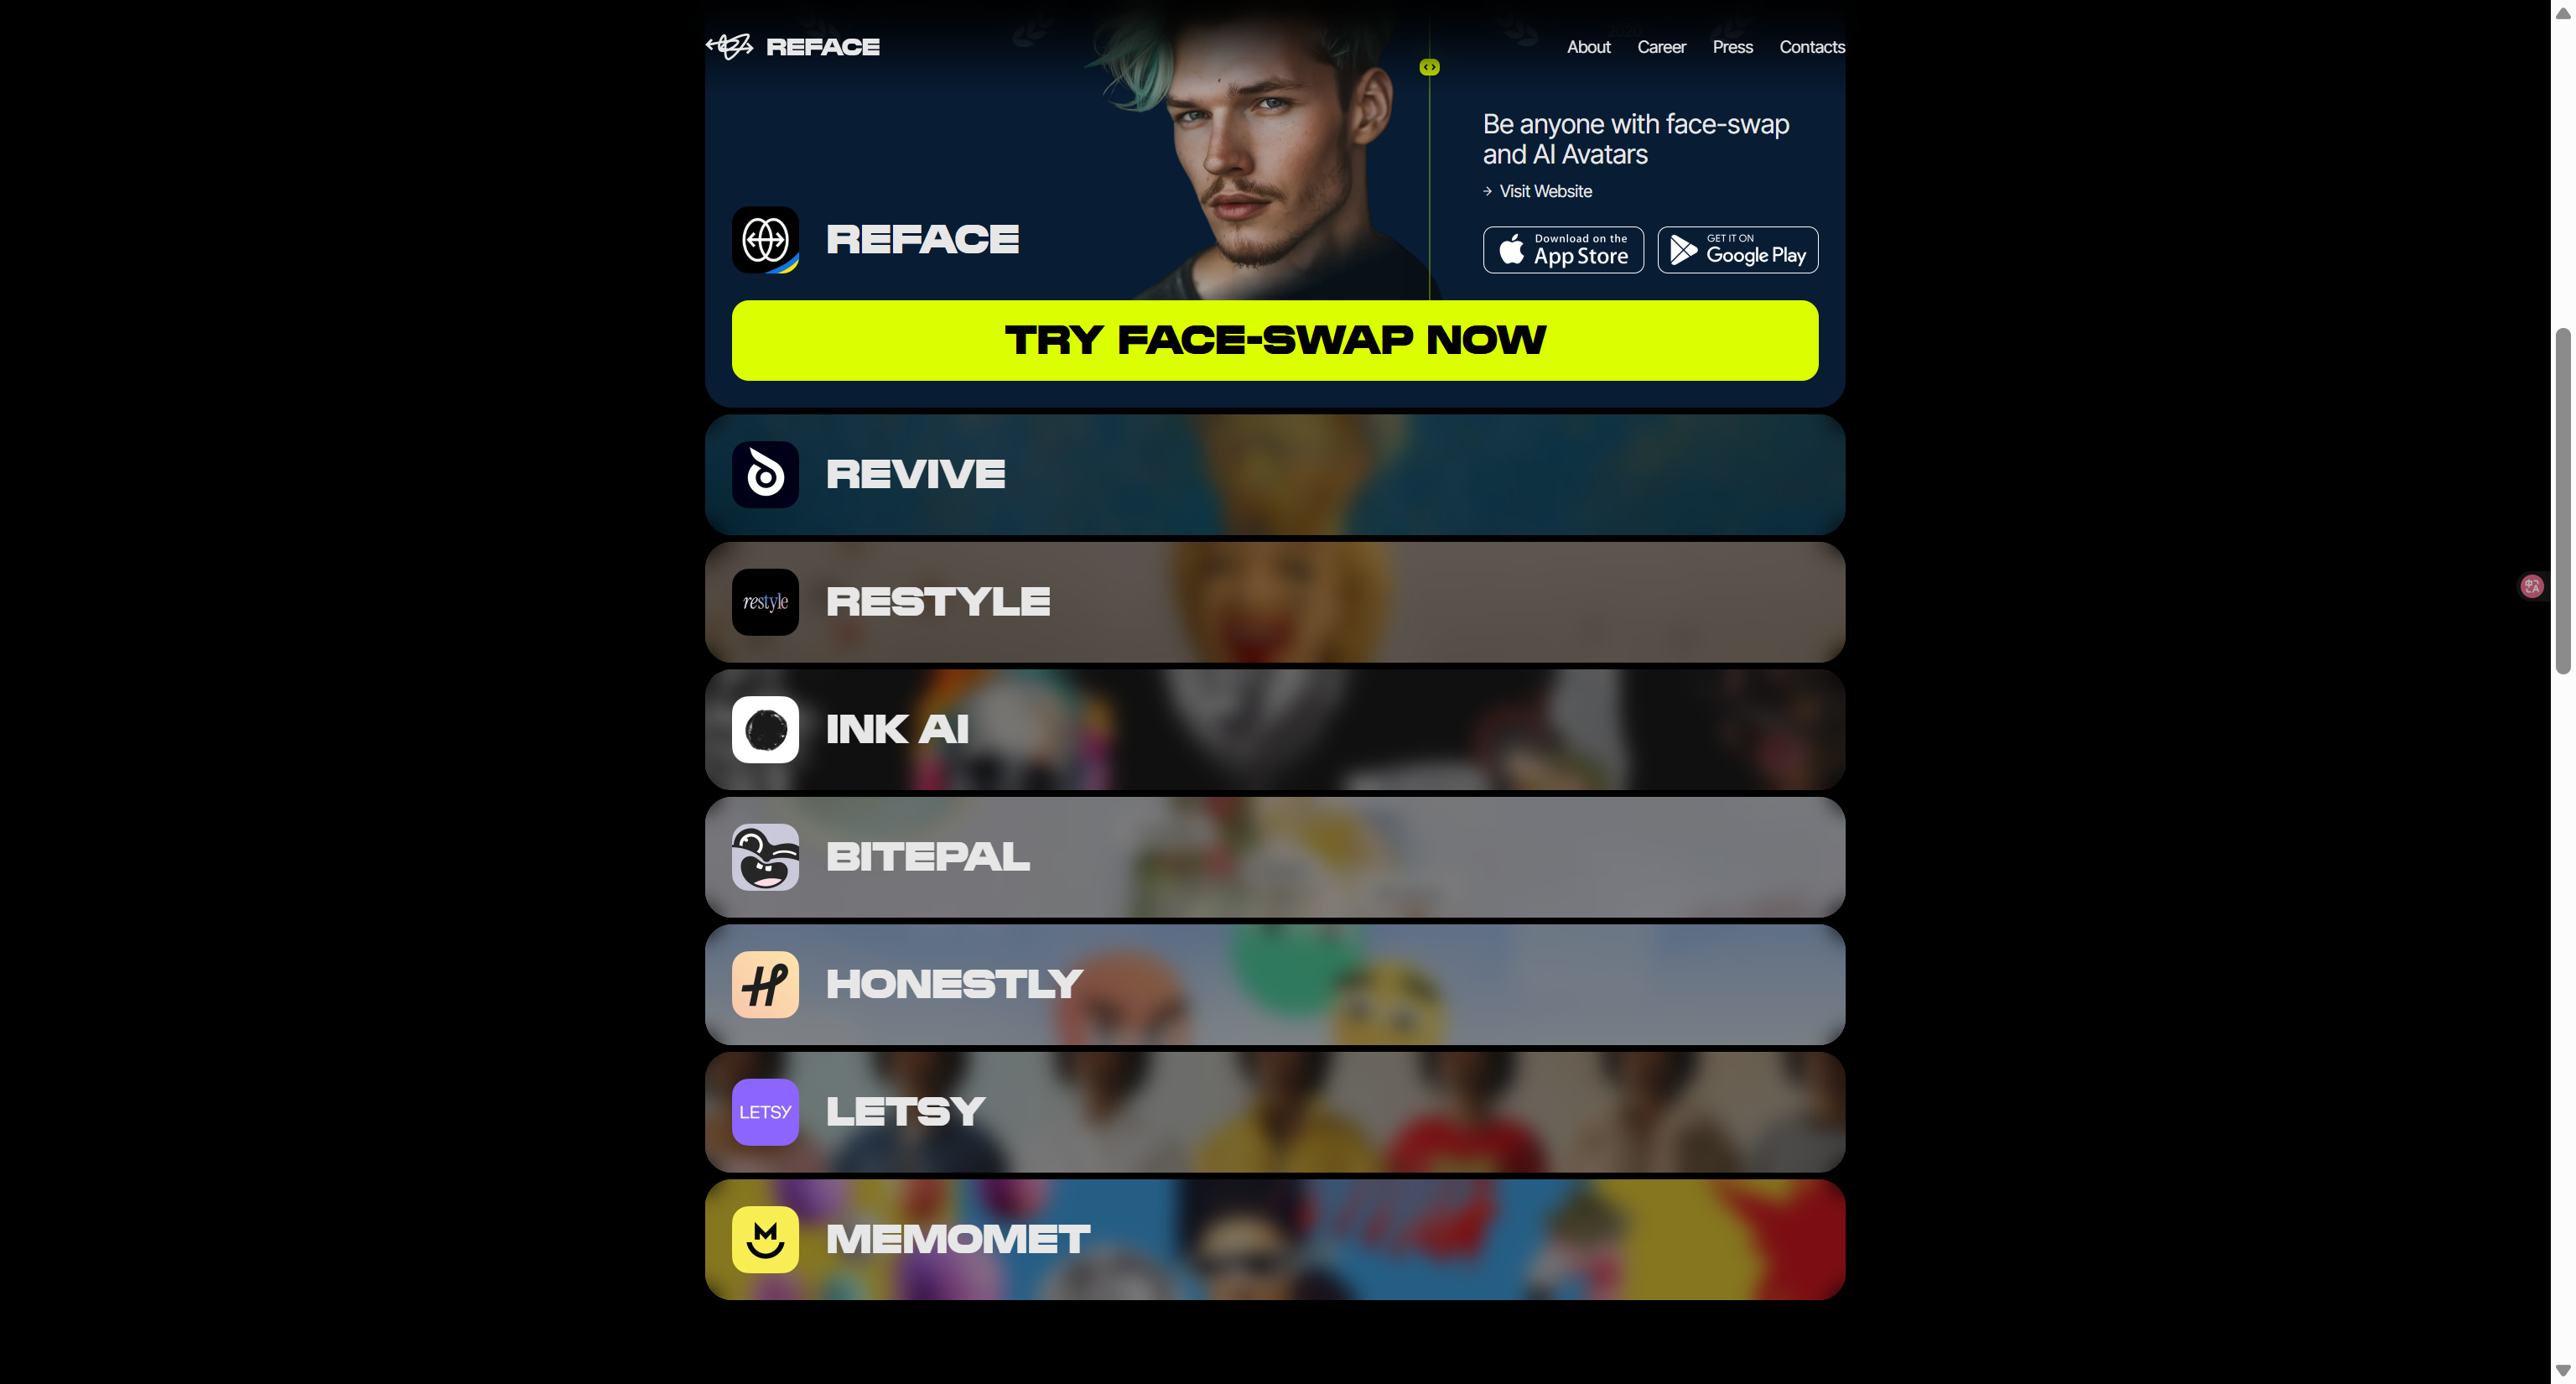 REFACE
About Career Press Contacts
Be anyone with face-swap
and AI Avatars
→ Visit Website
REFACE
Download on the
App Store
GET IT ON
Google Play
TRY FACE-SWAP NOW
REVIVE
restyle
RESTYLE
INK AI
BITEPAL
H
HONESTLY
LETSY
LETSY
M
MEMOMET